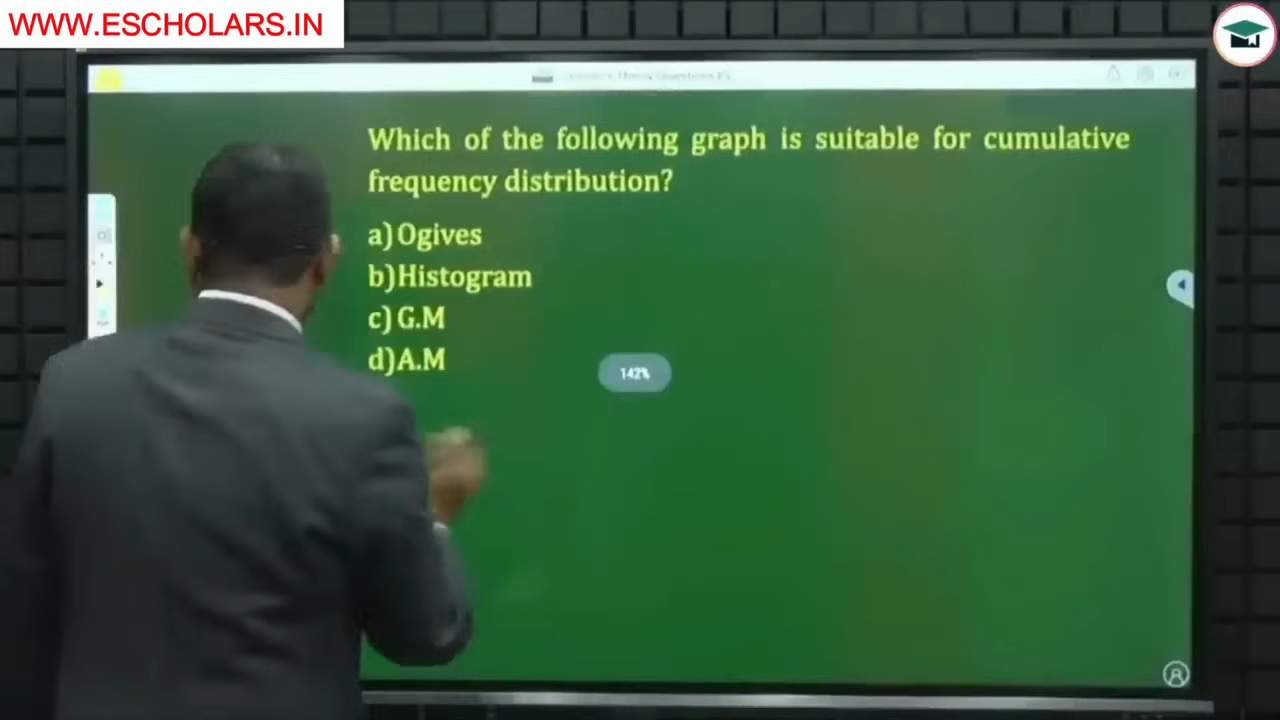 WWW.ESCHOLARS.IN
Which of the following graph is suitable for cumulative
frequency distribution?
a) Ogives
b)Histogram
c) G.M
d)A.M
142%